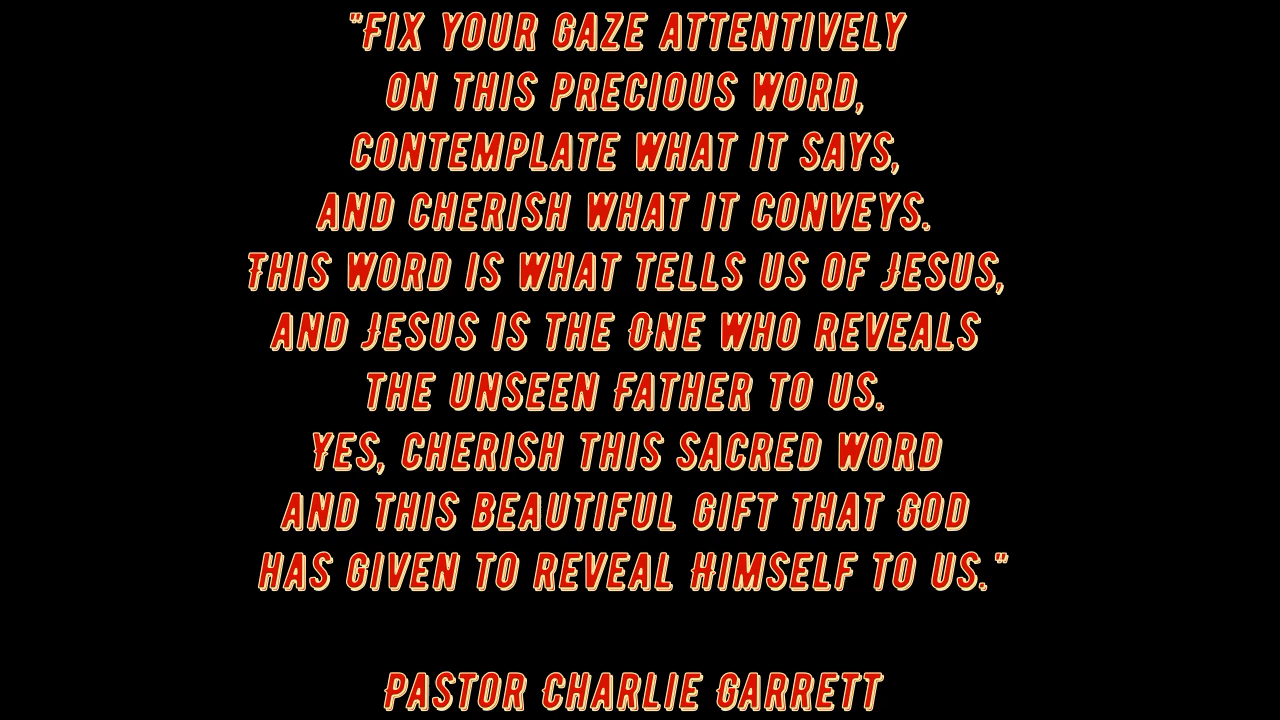 "Fix your gaze attentively
on this precious word,
contemplate what it says,
and cherish what it conveys.
This word is what tells us of Jesus,
and Jesus is the One who reveals
the unseen Father to us.
Yes, cherish this sacred word
and this beautiful gift that God
has given to reveal Himself to us."
Pastor Charlie Garrett